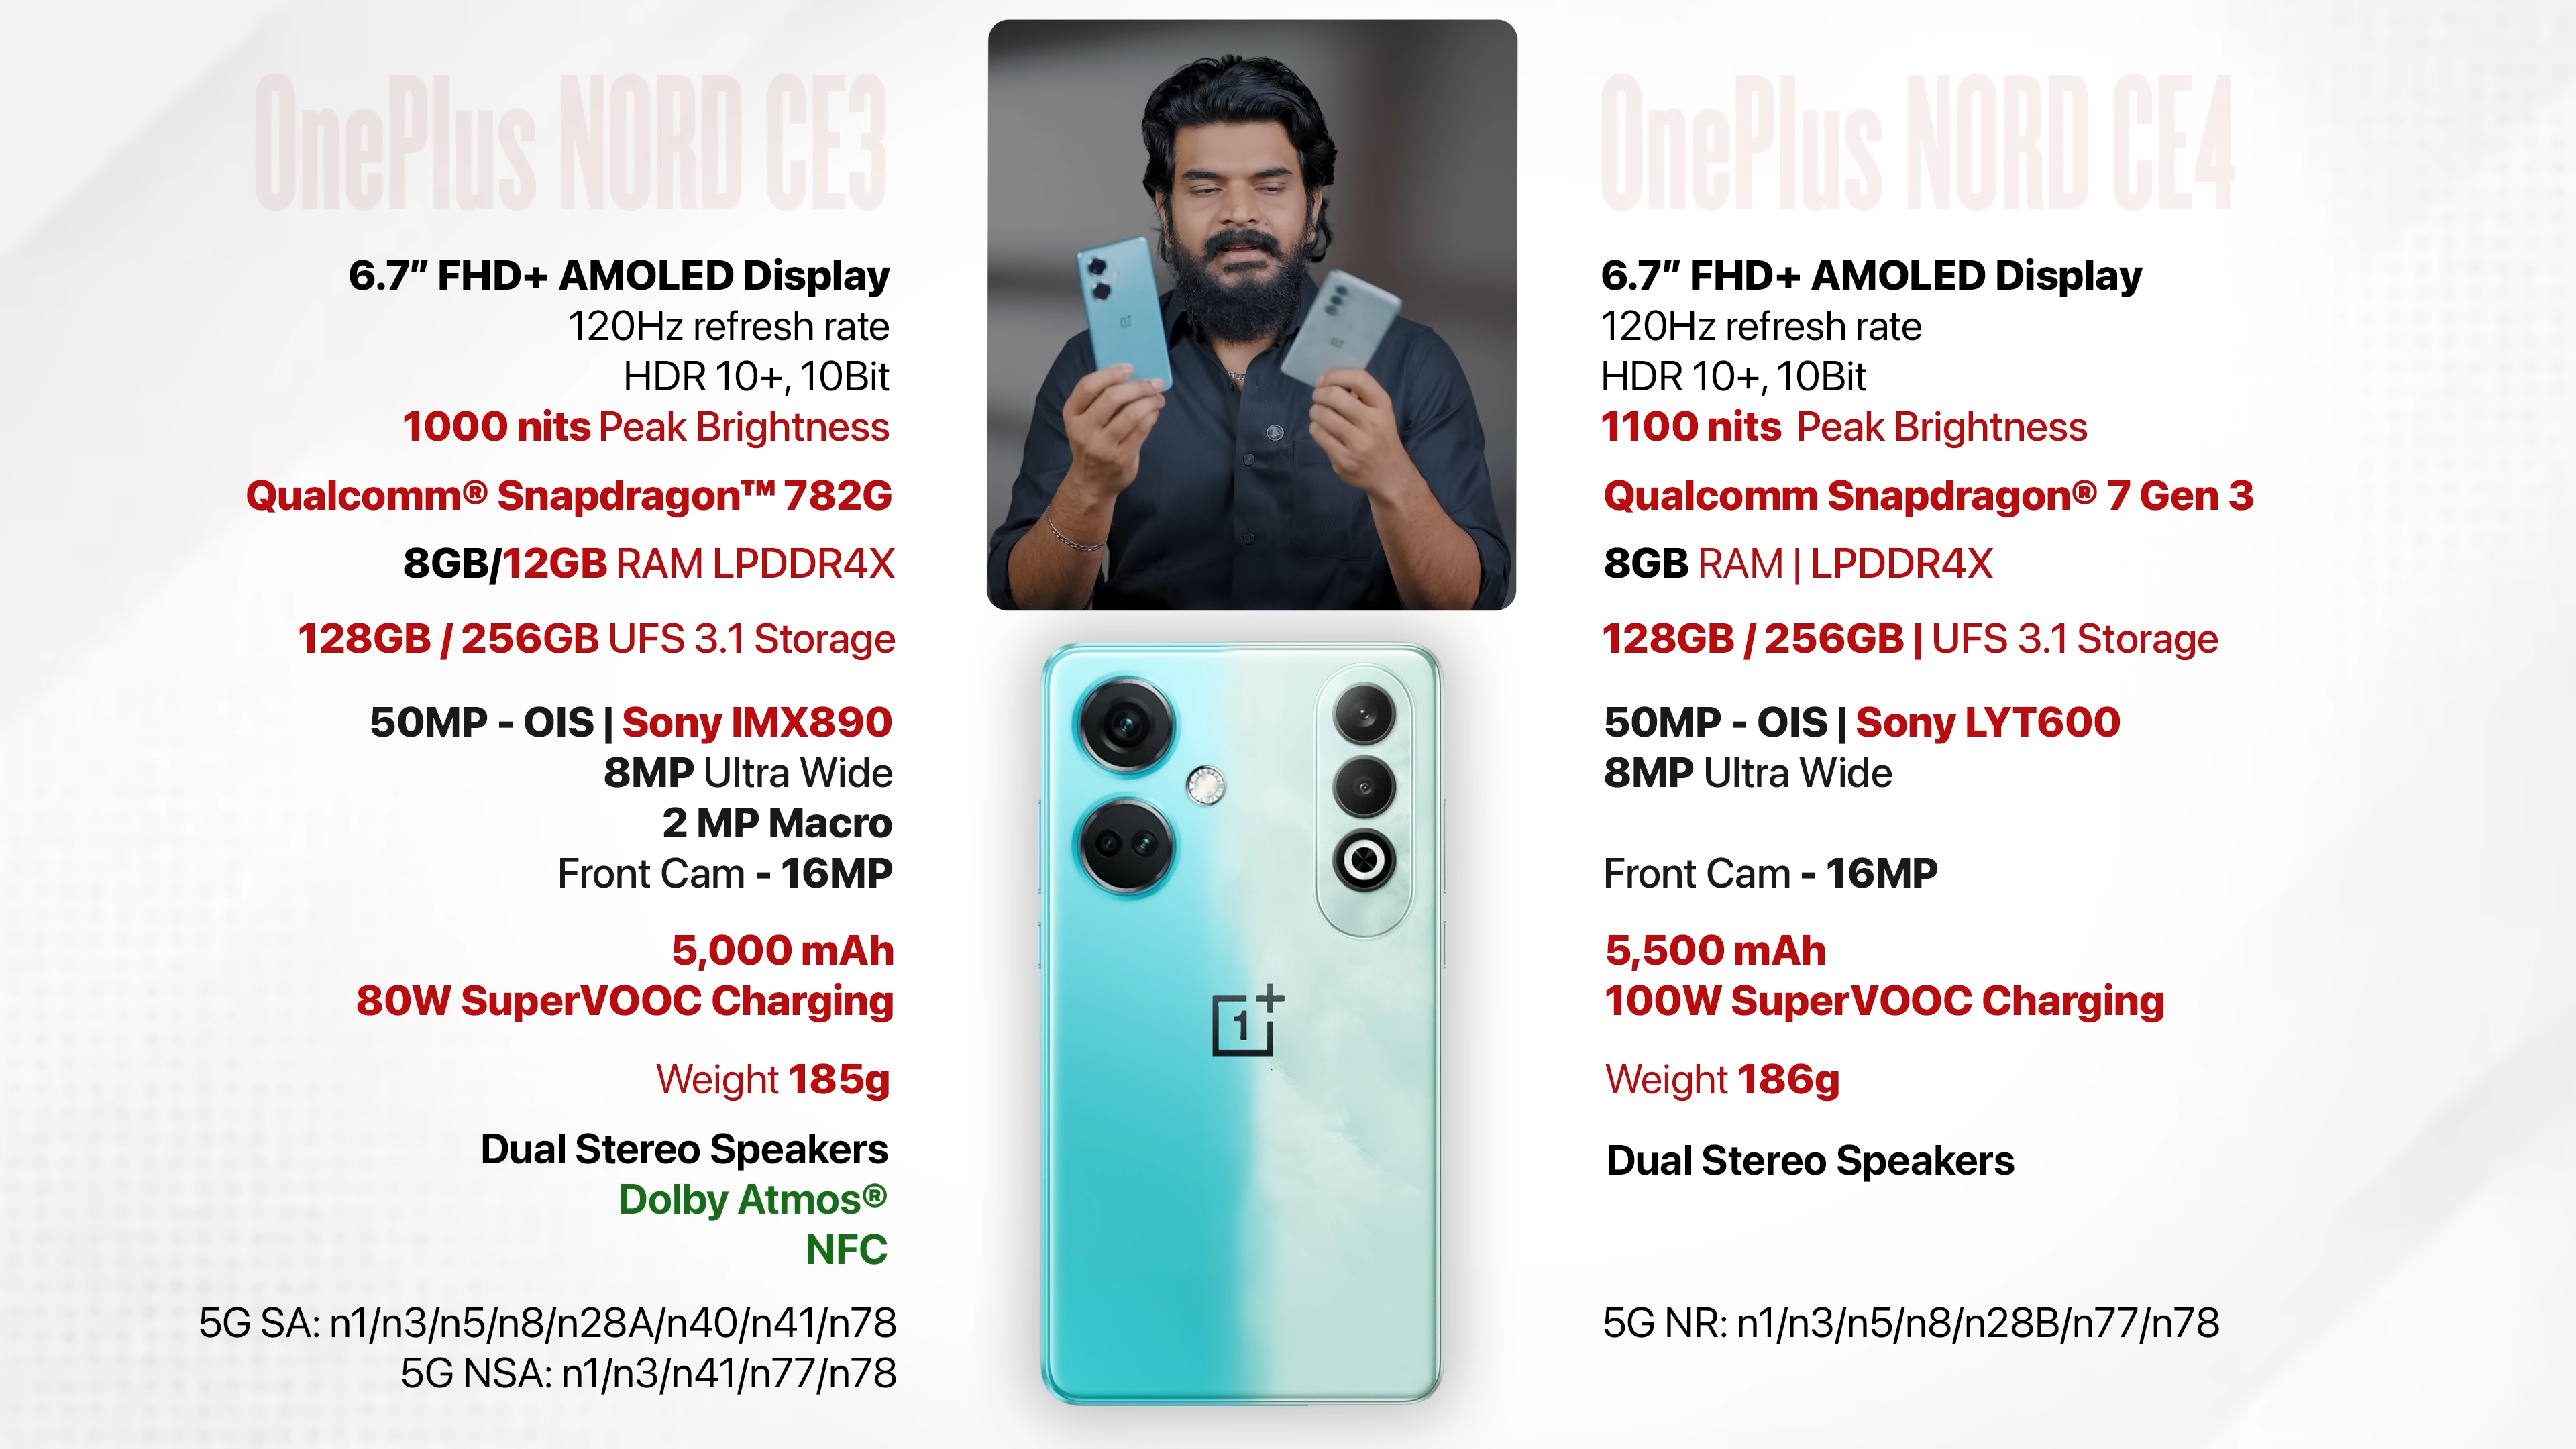 OnePlus NORD CE3
6.7" FHD+ AMOLED Display
120Hz refresh rate
HDR 10+, 10Bit
1000 nits Peak Brightness
Qualcomm® Snapdragon™ 782G
8GB/12GB RAM LPDDR4X
128GB / 256GB UFS 3.1 Storage
50MP - OIS | Sony IMX890
8MP Ultra Wide
2 MP Macro
Front Cam - 16MP
5,000 mAh
80W SuperVOOC Charging
Weight 185g
Dual Stereo Speakers
Dolby Atmos®
NFC
5G SA: n1/n3/n5/n8/n28A/n40/n41/n78
5G NSA: n1/n3/n41/n77/n78
1+
OnePlus NORD CE4
6.7" FHD+ AMOLED Display
120Hz refresh rate
HDR 10+, 10Bit
1100 nits Peak Brightness
Qualcomm Snapdragon® 7 Gen 3
8GB RAM | LPDDR4X
128GB / 256GB | UFS 3.1 Storage
50MP - OIS | Sony LYT600
8MP Ultra Wide
Front Cam - 16MP
5,500 mAh
100W SuperVOOC Charging
Weight 186g
Dual Stereo Speakers
5G NR: n1/n3/n5/n8/n28B/n77/n78